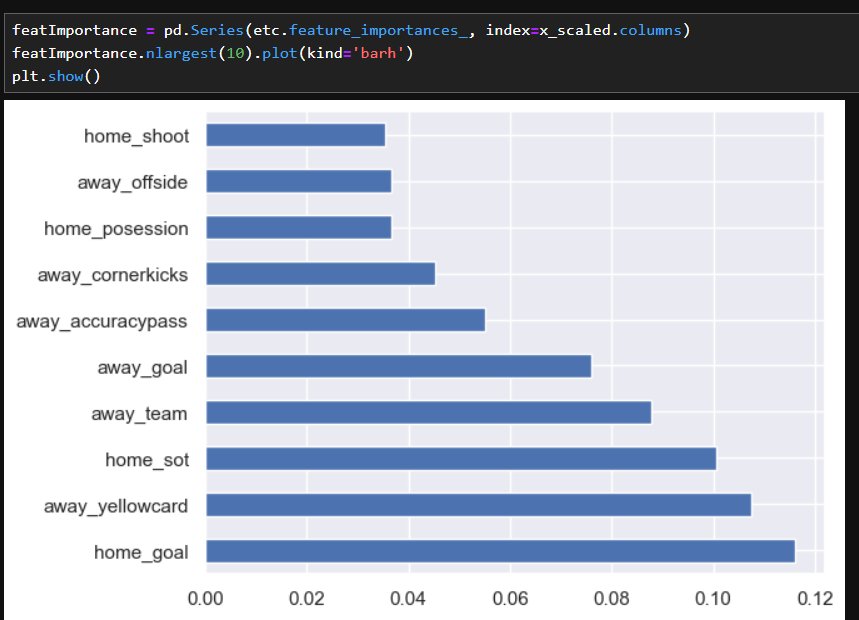 featImportance = pd.Series(etc.feature_importances_, index=x_scaled.columns)
featImportance.nlargest(10).plot(kind='barh')
plt.show()
home_shoot
away_offside
home_posession
away_cornerkicks
away_accuracypass
away_goal
away_team
home_sot
away_yellowcard
home_goal
0.00 0.02 0.04 0.06 0.08 0.10 0.12